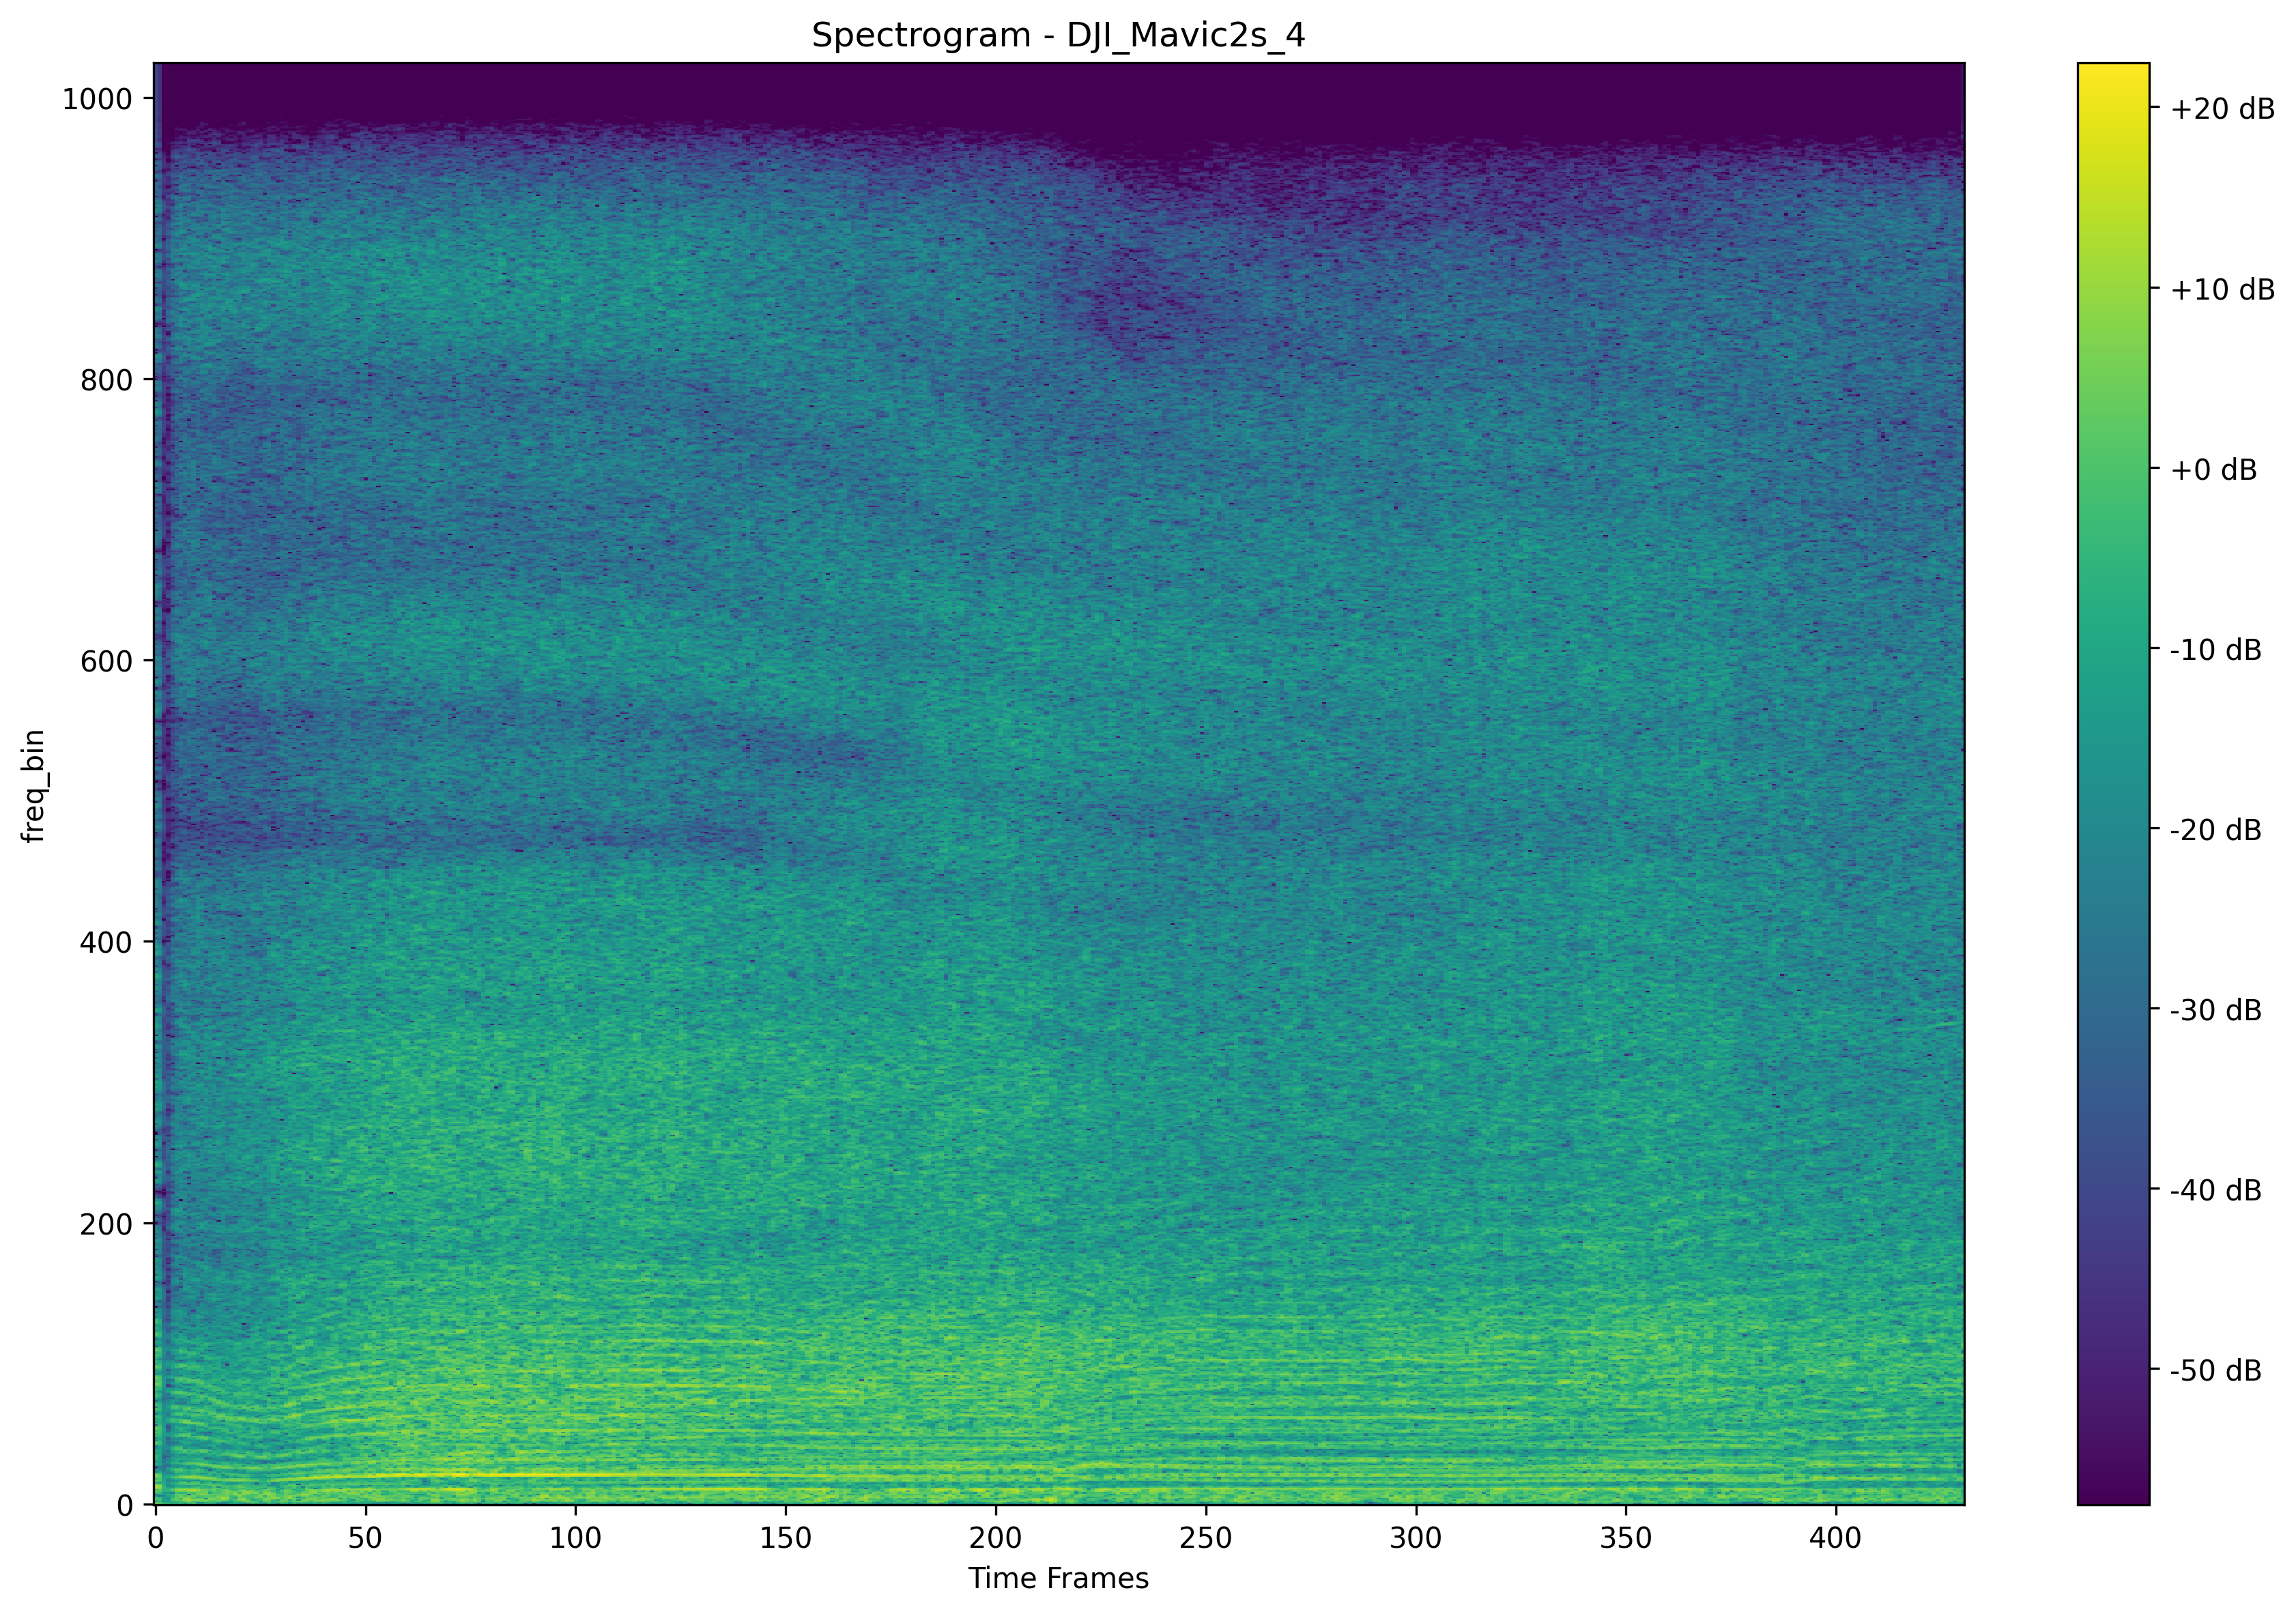 Spectrogram - DJI_Mavic2s_4
1000
800
600
400
200
0
freq_bin
0 50 100 150 200 250 300 350 400
Time Frames
+20 dB
+10 dB
+0 dB
-10 dB
-20 dB
-30 dB
-40 dB
-50 dB